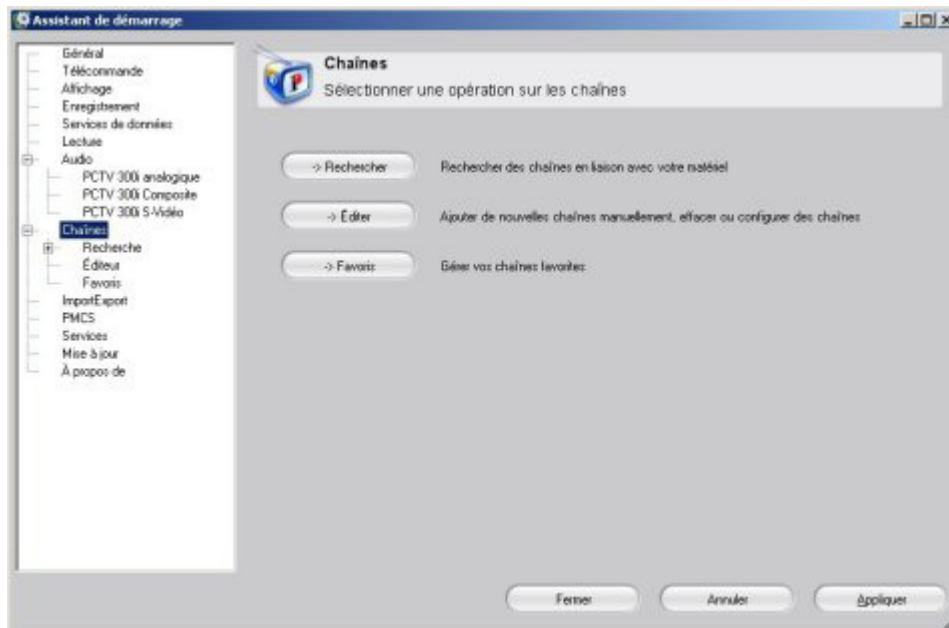 Assistant de démarrage
Général
Télécommande
Affichage
Enregistrement
Services de données
Lecture
Audio
PCTV 300i analogique
PCTV 300i Composite
PCTV 300i S-Vidéo
Chaînes
Recherche
Éditeur
Favoris
ImportExport
PMCS
Services
Mise à jour
À propos de
Chaînes
Sélectionner une opération sur les chaînes
-> Rechercher
Rechercher des chaînes en liaison avec votre matériel
-> Éditer
Ajouter de nouvelles chaînes manuellement, effacer ou configurer des chaînes
-> Favoris
Gérer vos chaînes favorites
Fermer
Annuler
Appliquer